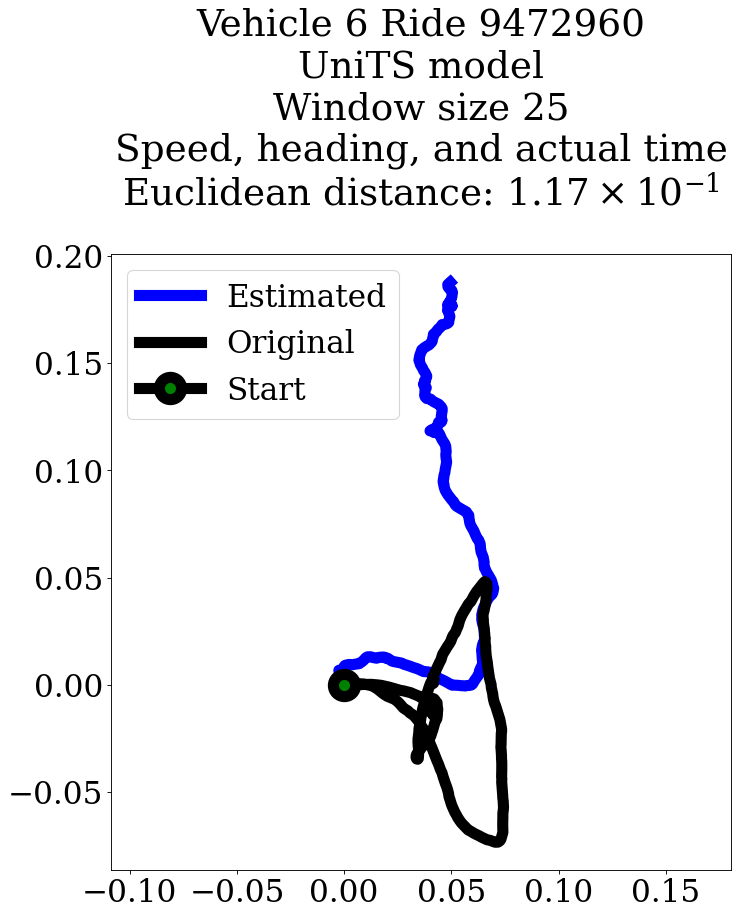 Vehicle 6 Ride 9472960
UniTS model
Window size 25
Speed, heading, and actual time
Euclidean distance: 1.17 × 10⁻¹
Estimated
Original
Start
0.20
0.15
0.10
0.05
0.00
−0.05
−0.10 −0.05 0.00 0.05 0.10 0.15